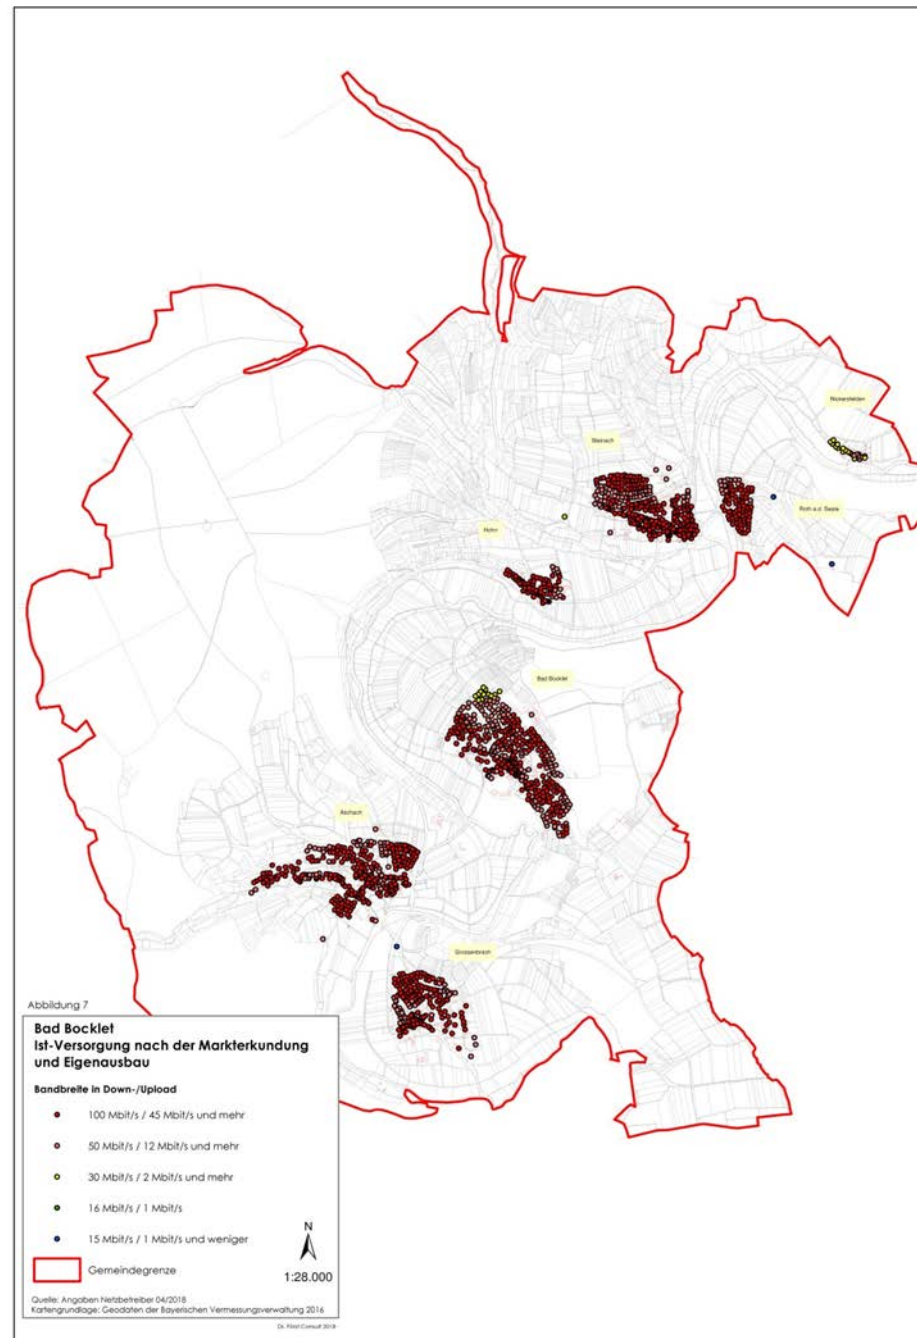 Nickersfelden
Steinach
Roth a.d. Saale
Hohn
Bad Bocklet
Aschach
Grossenbrach
Abbildung 7
Bad Bocklet
Ist-Versorgung nach der Markterkundung
und Eigenausbau
Bandbreite in Down-/Upload
100 Mbit/s / 45 Mbit/s und mehr
50 Mbit/s / 12 Mbit/s und mehr
30 Mbit/s / 2 Mbit/s und mehr
16 Mbit/s / 1 Mbit/s
15 Mbit/s / 1 Mbit/s und weniger
Gemeindegrenze
N
1:28.000
Quelle: Angaben Netzbetreiber 04/2018
Kartengrundlage: Geodaten der Bayerischen Vermessungsverwaltung 2016
Dr. Först Consult 2018